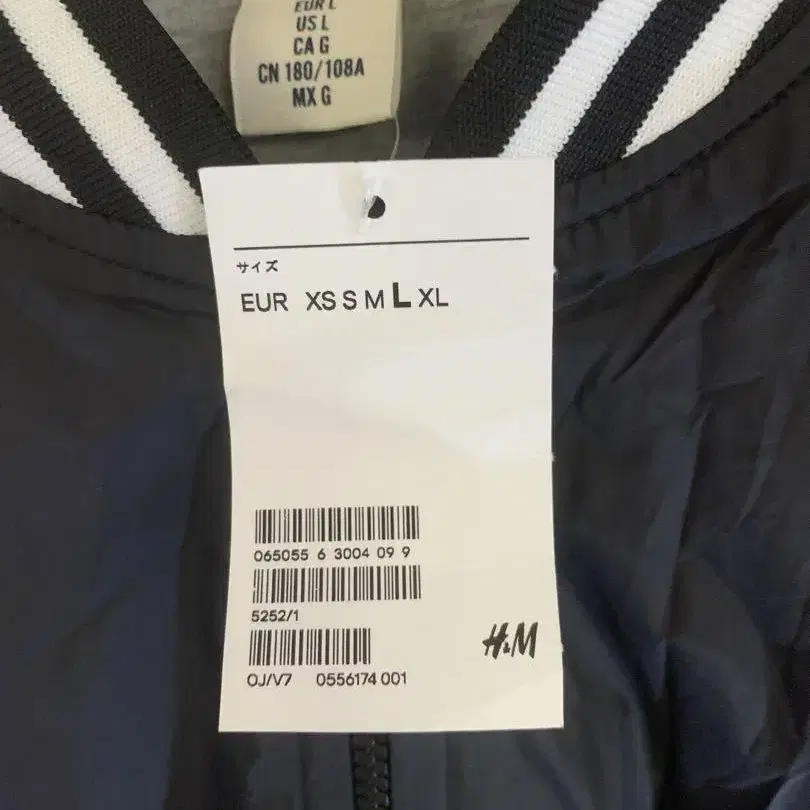 EUR L
US L
CA G
CN 180/108A
MX G
サイズ
EUR XS S M L XL
065055 6 3004 09 9
5252/1
H&M
OJ/V7 0556174 001